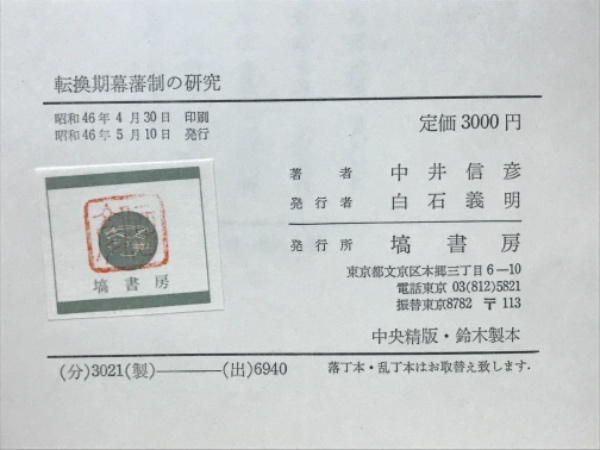 転換期幕藩制の研究
昭和46年4月30日 印刷
昭和46年5月10日 発行
定価 3000 円
著者 中井信彦
発行者 白石義明
発行所 塙書房
東京都文京区本郷三丁目6—10
電話東京 03(812)5821
振替東京8782 〒113
中央精版・鈴木製本
塙書房
(分)3021(製)———(出)6940
落丁本・乱丁本はお取替え致します.